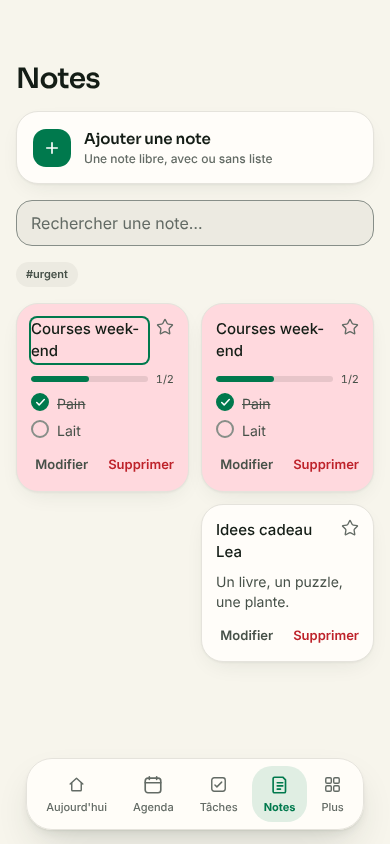 Notes
Ajouter une note
Une note libre, avec ou sans liste
Rechercher une note...
#urgent
Courses week-
end
1/2
Pain
Lait
Modifier Supprimer
Courses week-
end
1/2
Pain
Lait
Modifier Supprimer
Idees cadeau
Lea
Un livre, un puzzle,
une plante.
Modifier Supprimer
Aujourd'hui Agenda Tâches Notes Plus